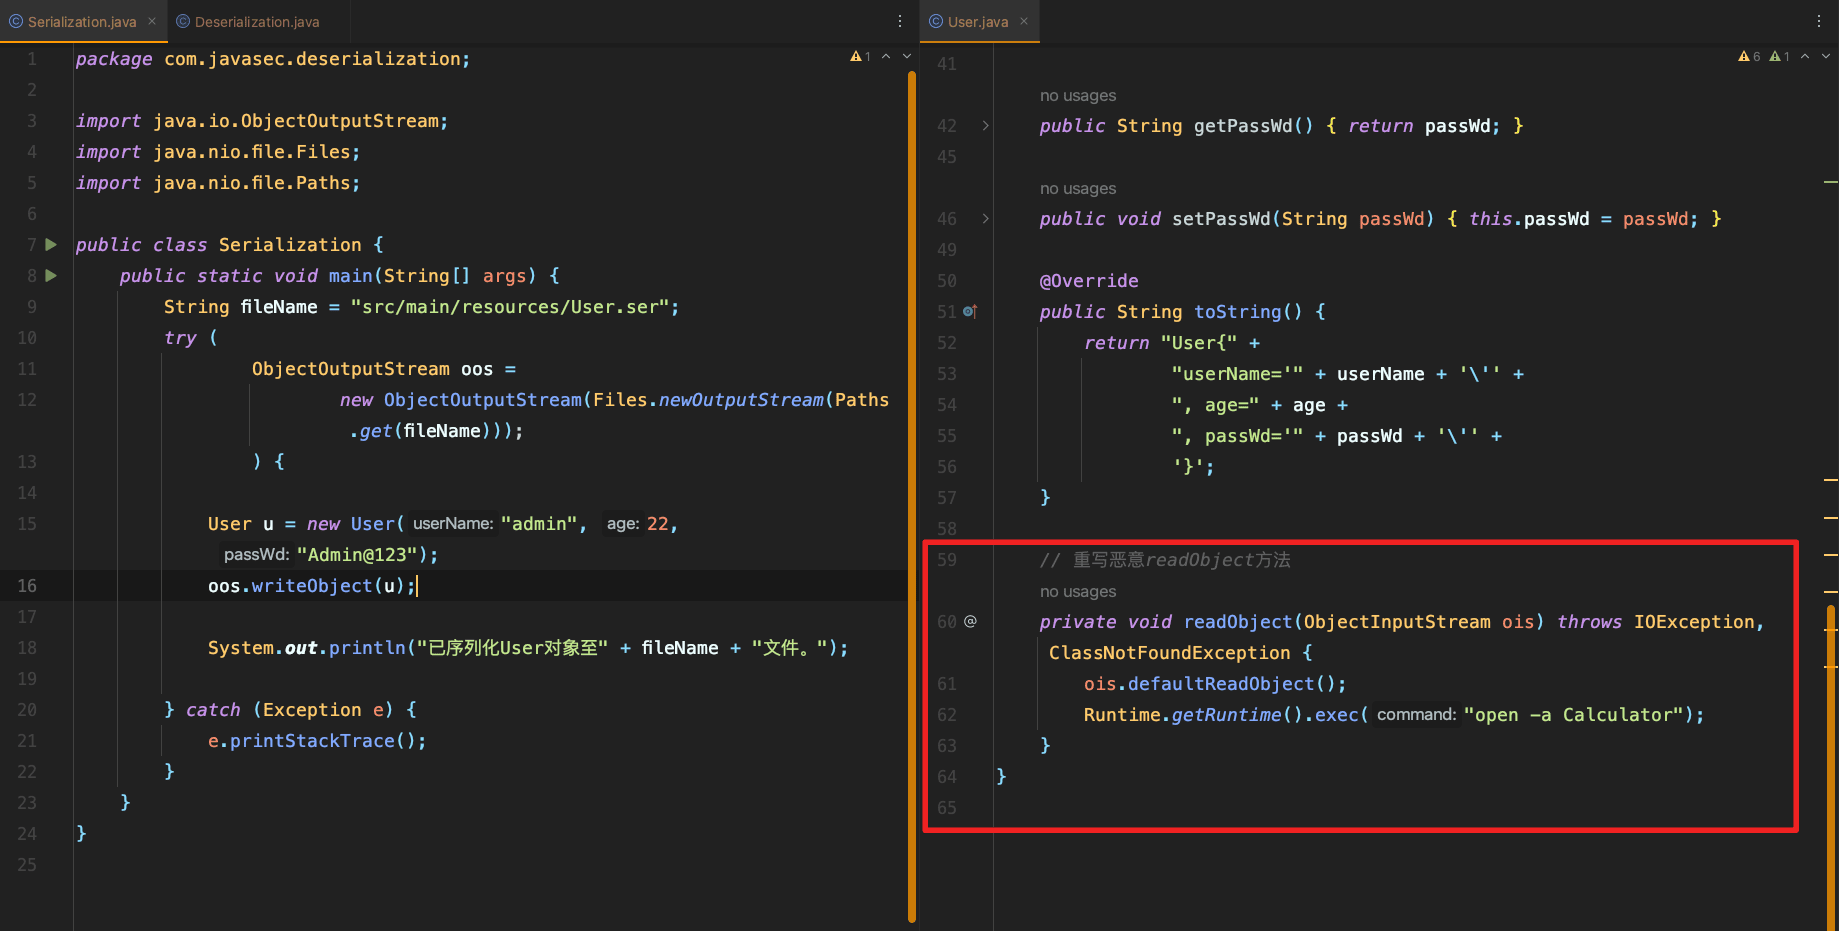 Serialization.java
Deserialization.java
1 package com.javasec.deserialization;
2
3 import java.io.ObjectOutputStream;
4 import java.nio.file.Files;
5 import java.nio.file.Paths;
6
7 public class Serialization {
8 public static void main(String[] args) {
9 String fileName = "src/main/resources/User.ser";
10 try (
11 ObjectOutputStream oos =
12 new ObjectOutputStream(Files.newOutputStream(Paths
.get(fileName)));
13 ) {
14
15 User u = new User( userName: "admin", age: 22,
passWd: "Admin@123");
16 oos.writeObject(u);
17
18 System.out.println("已序列化User对象至" + fileName + "文件。");
19
20 } catch (Exception e) {
21 e.printStackTrace();
22 }
23 }
24 }
25
1
User.java
6 1
41
no usages
42 public String getPassWd() { return passWd; }
45
no usages
46 public void setPassWd(String passWd) { this.passWd = passWd; }
49
50 @Override
51 public String toString() {
52 return "User{" +
53 "userName='" + userName + '\'' +
54 ", age=" + age +
55 ", passWd='" + passWd + '\'' +
56 '}';
57 }
58
59 // 重写恶意readObject方法
no usages
60 @ private void readObject(ObjectInputStream ois) throws IOException,
ClassNotFoundException {
61 ois.defaultReadObject();
62 Runtime.getRuntime().exec( command: "open -a Calculator");
63 }
64 }
65